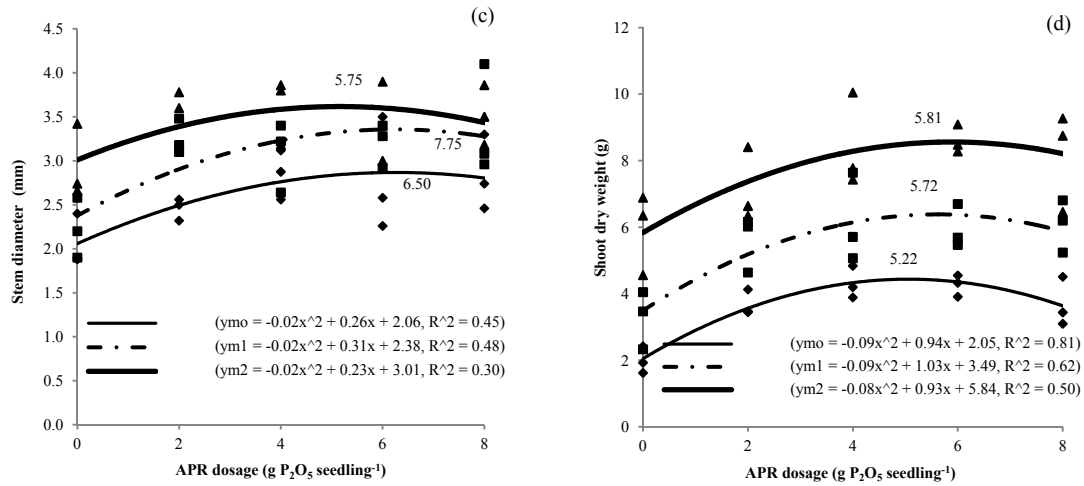 (c)
4.5
4.0
3.5
3.0
2.5
2.0
1.5
1.0
0.5
0.0
Stem diameter (mm)
5.75
7.75
6.50
(ymo = -0.02x^2 + 0.26x + 2.06, R^2 = 0.45)
(ym1 = -0.02x^2 + 0.31x + 2.38, R^2 = 0.48)
(ym2 = -0.02x^2 + 0.23x + 3.01, R^2 = 0.30)
0 2 4 6 8
APR dosage (g P₂O₅ seedling⁻¹)
(d)
12
10
8
6
4
2
0
Shoot dry weight (g)
5.81
5.72
5.22
(ymo = -0.09x^2 + 0.94x + 2.05, R^2 = 0.81)
(ym1 = -0.09x^2 + 1.03x + 3.49, R^2 = 0.62)
(ym2 = -0.08x^2 + 0.93x + 5.84, R^2 = 0.50)
0 2 4 6 8
APR dosage (g P₂O₅ seedling⁻¹)